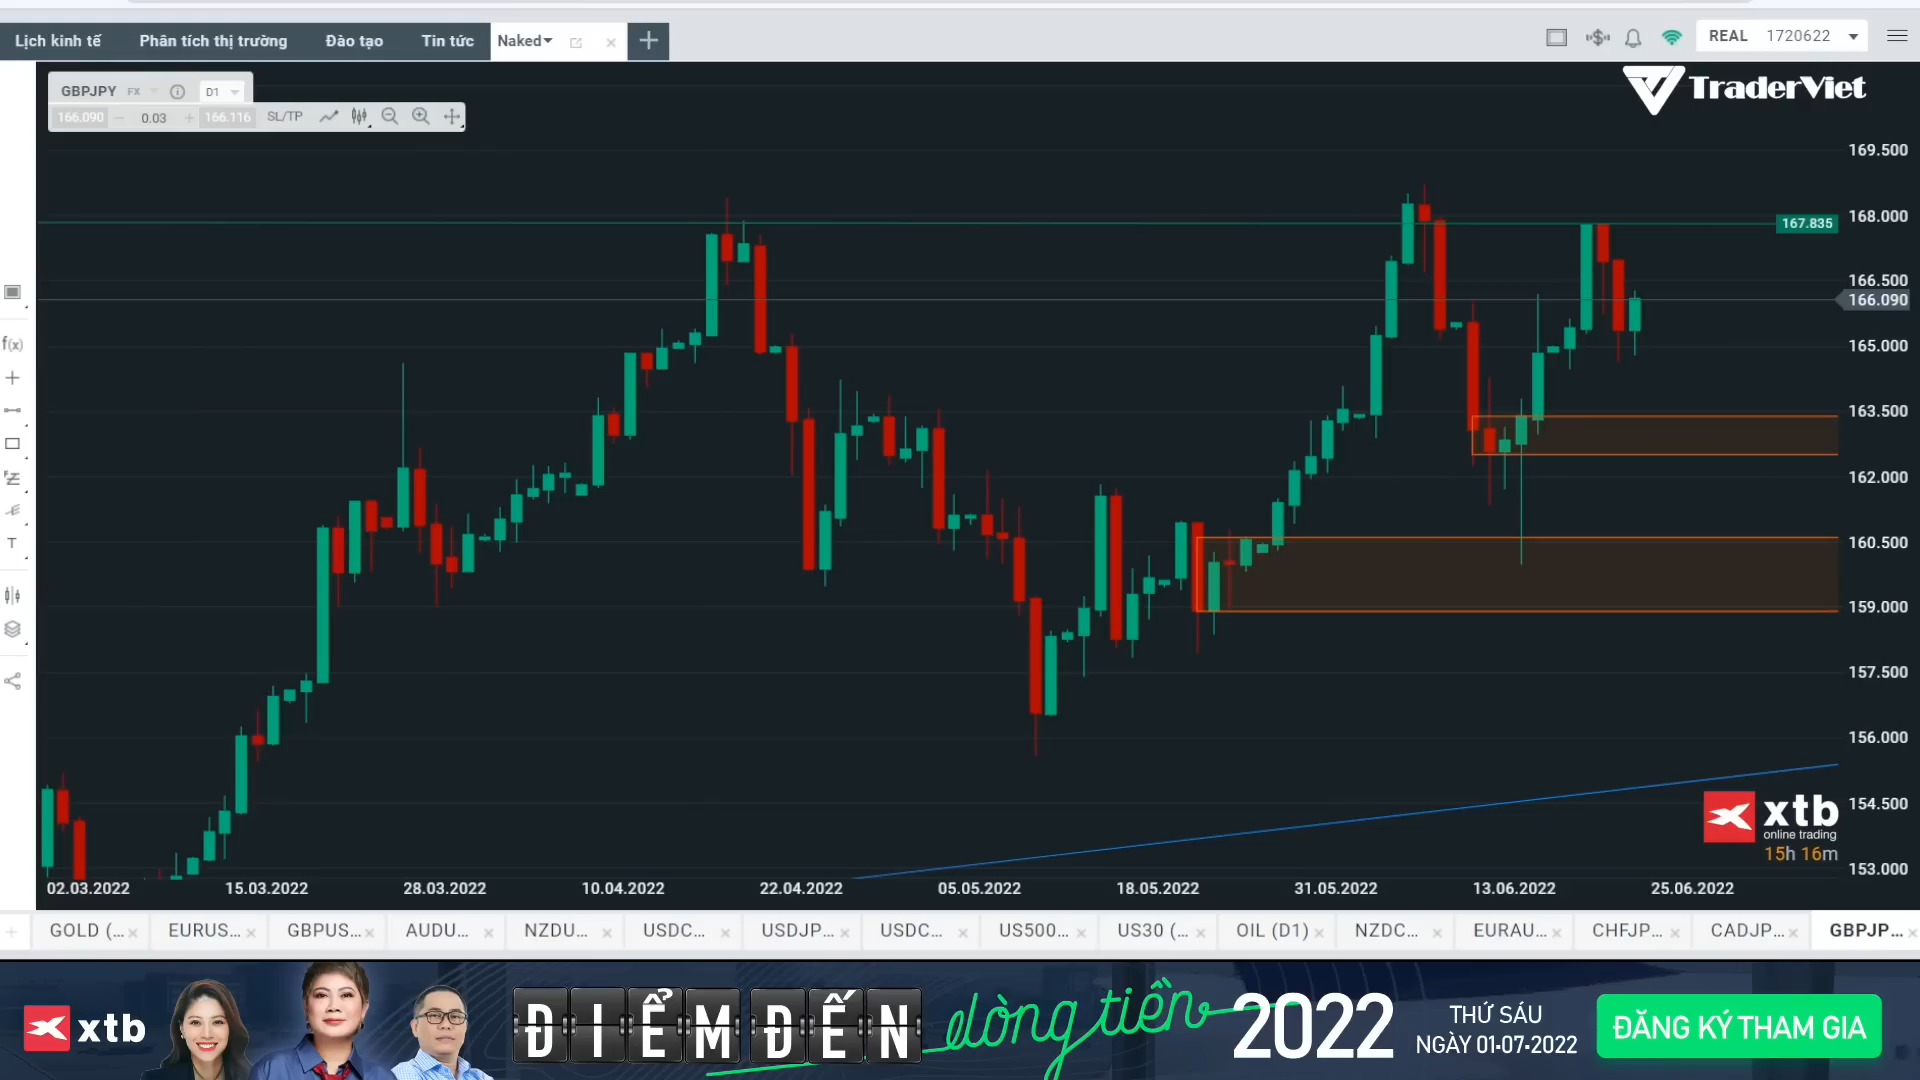 Lịch kinh tế
Phân tích thị trường
Đào tạo
Tin tức
Naked
REAL 1720622
GBPJPY FX D1
166.090 0.03 166.116 SL/TP
TraderViet
169.500
168.000
167.835
166.500
166.090
165.000
163.500
162.000
160.500
159.000
157.500
156.000
154.500
153.000
f(x)
T
xtb
online trading
15h 16m
02.03.2022
15.03.2022
28.03.2022
10.04.2022
22.04.2022
05.05.2022
18.05.2022
31.05.2022
13.06.2022
25.06.2022
GOLD (...
EURUS...
GBPUS...
AUDU...
NZDU...
USDC...
USDJP...
USDC...
US500...
US30 (...
OIL (D1)
NZDC...
EURAU...
CHFJP...
CADJP...
GBPJP...
xtb
ĐIỂM ĐẾN
dòng tiền
2022
THỨ SÁU
NGÀY 01-07-2022
ĐĂNG KÝ THAM GIA